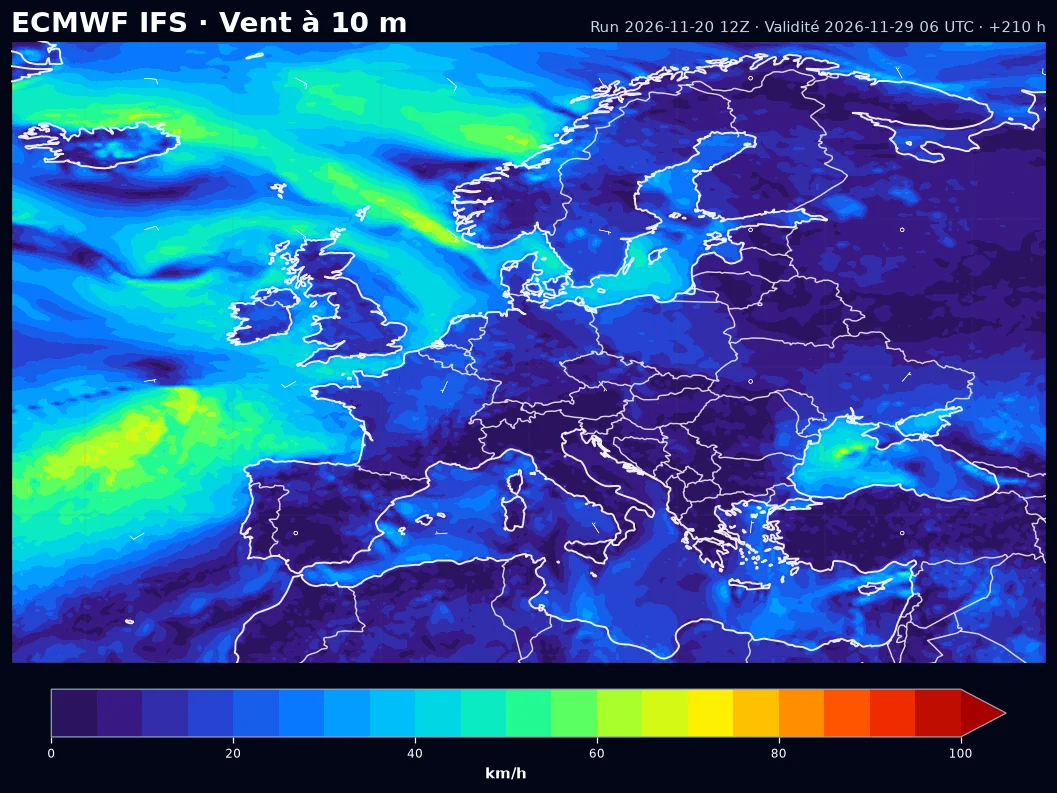 ECMWF IFS · Vent à 10 m
Run 2026-11-20 12Z · Validité 2026-11-29 06 UTC · +210 h
0 20 40 60 80 100
km/h